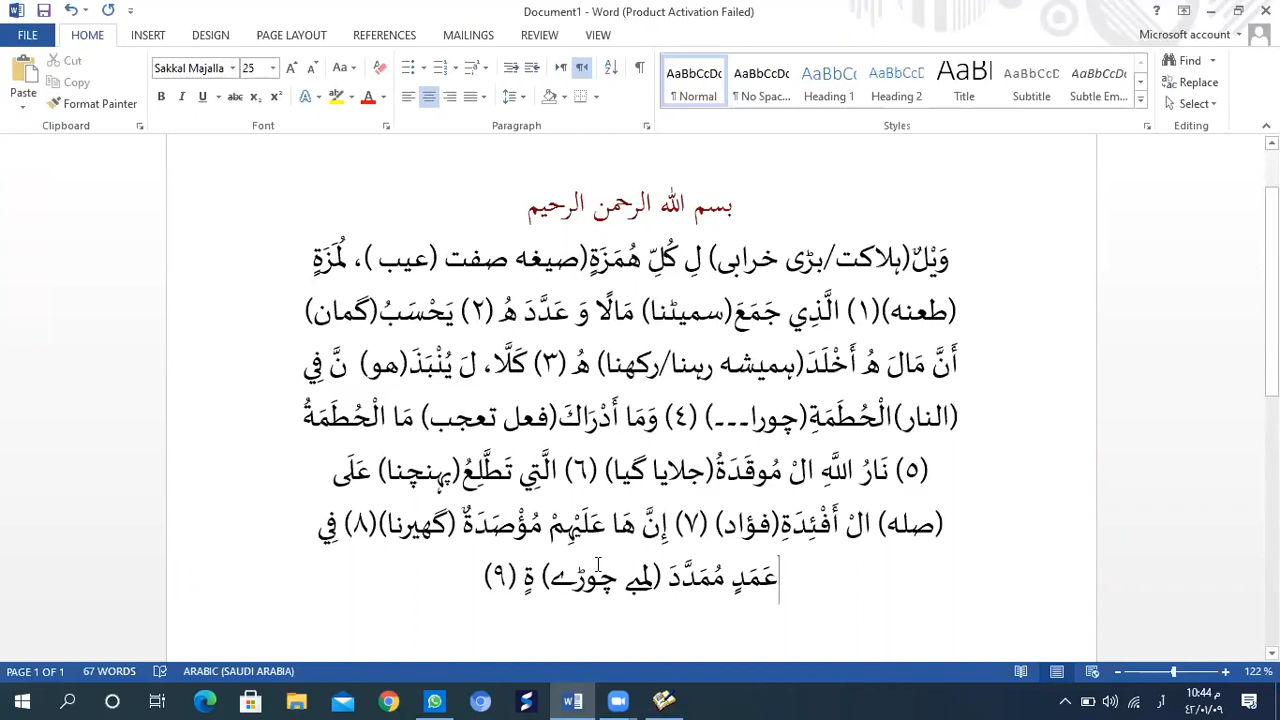 Document1 - Word (Product Activation Failed)
FILE HOME INSERT DESIGN PAGE LAYOUT REFERENCES MAILINGS REVIEW VIEW Microsoft account
Cut
Copy
Format Painter
Paste
Clipboard
Sakkal Majalla 25
Font
Paragraph
AaBbCcDc AaBbCcDc AaBbCc AaBbCcD AaBl AaBbCcD AaBbCcDc
¶ Normal ¶ No Spac... Heading 1 Heading 2 Title Subtitle Subtle Em...
Styles
Find
Replace
Select
Editing
بسم الله الرحمن الرحيم
وَيْلٌ(ہلاکت/بڑی خرابی) لِ كُلِّ هُمَزَةٍ(صیغه صفت (عیب )، لُمَزَةٍ
(طعنه)(١) الَّذِي جَمَعَ(سمیٹنا) مَالًا وَ عَدَّدَ هُ (٢) يَحْسَبُ(گمان)
أَنَّ مَالَ هُ أَخْلَدَ(ہمیشه رہنا/رکھنا) هُ (٣) كَلَّا، لَ يُنْبَذَ(هو) نَّ فِي
(النار)الْحُطَمَةِ(چورا---) (٤) وَمَا أَدْرَاكَ(فعل تعجب) مَا الْحُطَمَةُ
(٥) نَارُ اللَّهِ الْ مُوقَدَةُ(جلایا گیا) (٦) الَّتِي تَطَّلِعُ(پہنچنا) عَلَى
(صله) الْ أَفْئِدَةِ(فؤاد) (٧) إِنَّ هَا عَلَيْهِمْ مُؤْصَدَةٌ (گھیرنا)(٨) فِي
عَمَدٍ مُمَدَّدَ (لمبے چوڑے) ةٍ (٩)
PAGE 1 OF 1 67 WORDS ARABIC (SAUDI ARABIA) 122 %
10:44 م
٤٢/٠١/٠٩